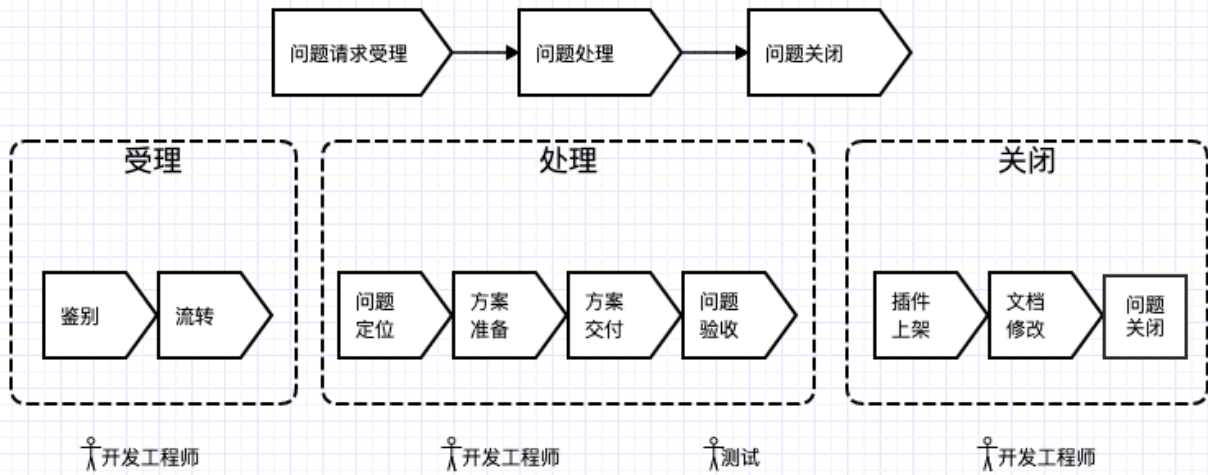 问题请求受理
问题处理
问题关闭
受理
处理
关闭
鉴别
流转
问题
定位
方案
准备
方案
交付
问题
验收
插件
上架
文档
修改
问题
关闭
开发工程师
开发工程师
测试
开发工程师